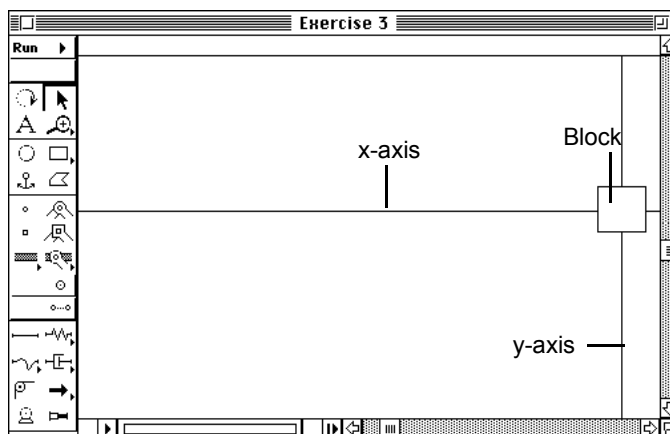 Exercise 3
Run
A
Block
x-axis
y-axis